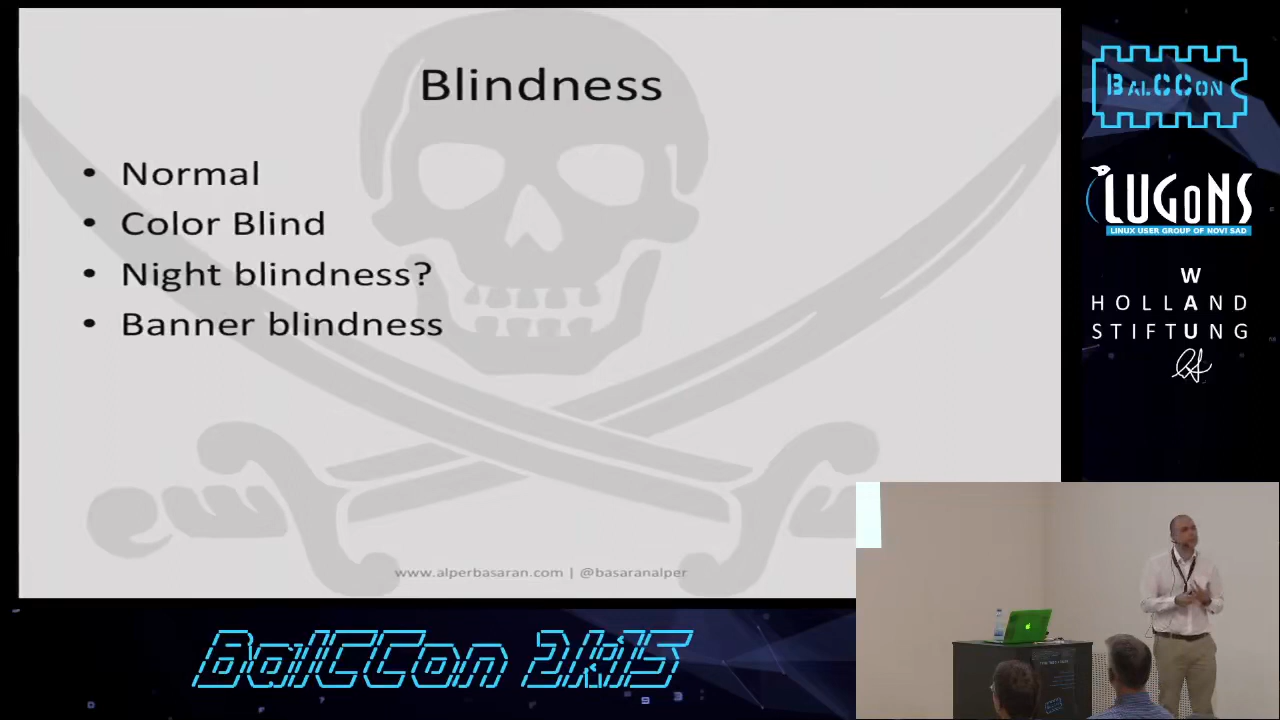 Blindness
• Normal
• Color Blind
• Night blindness?
• Banner blindness
www.alperbasaran.com | @basaranalper
BALCCON
LUGONS
LINUX USER GROUP OF NOVI SAD
W
HOLLAND
STIFTUNG
BalCCon 2k15